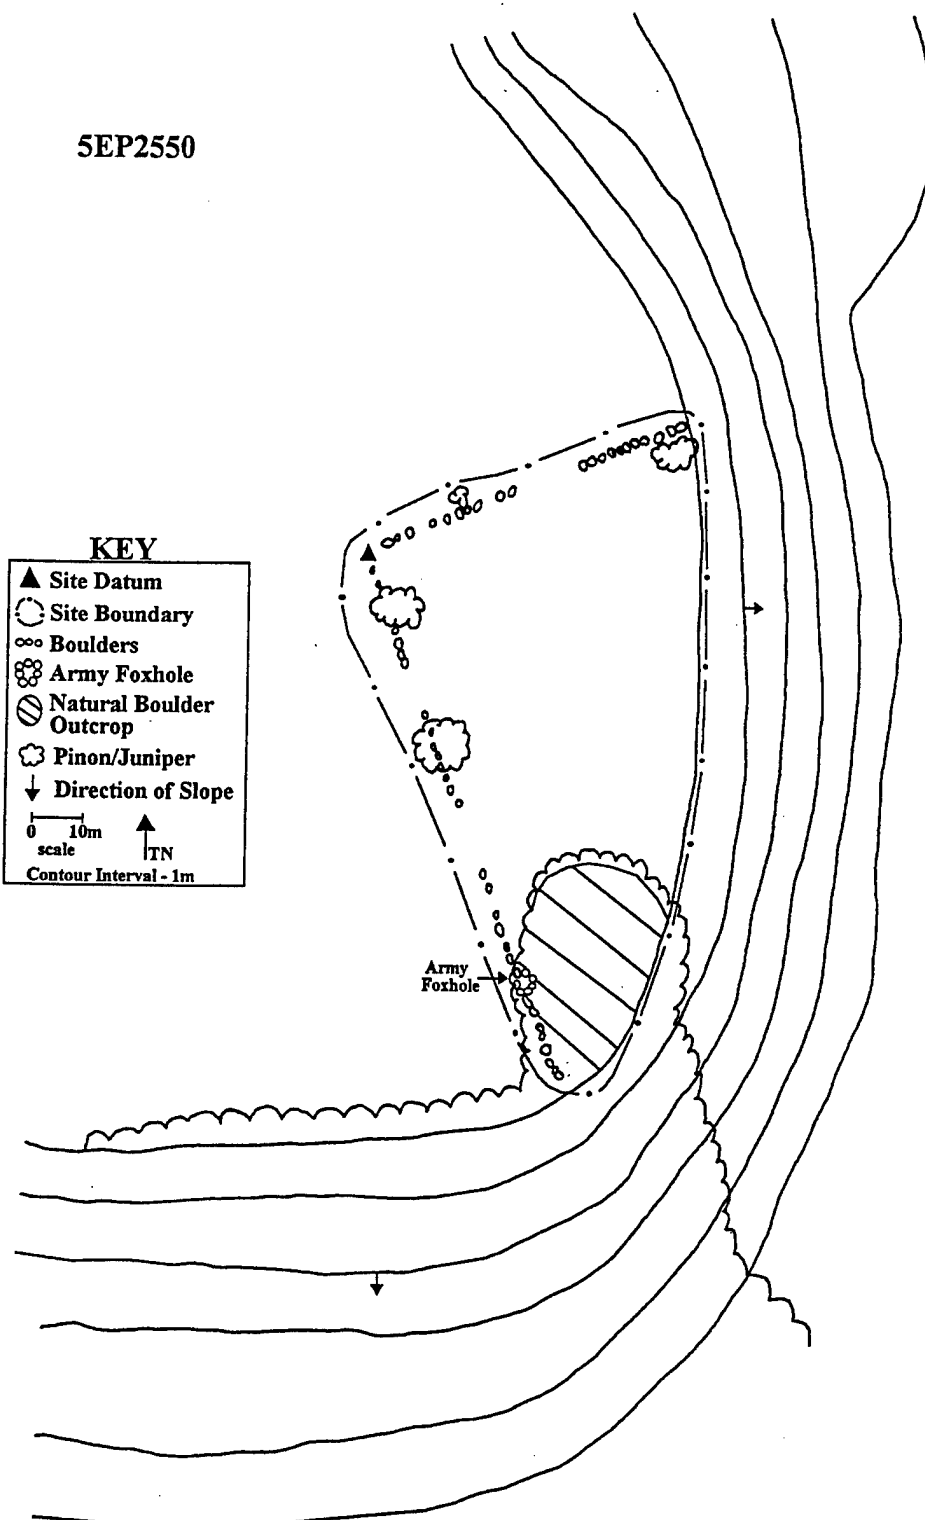 5EP2550
KEY
Site Datum
Site Boundary
Boulders
Army Foxhole
Natural Boulder
Outcrop
Pinon/Juniper
Direction of Slope
0 10m
scale
TN
Contour Interval - 1m
Army
Foxhole